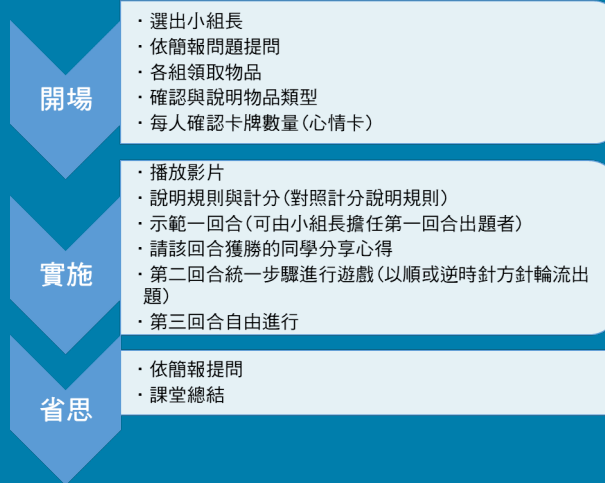 開場
・選出小組長
・依簡報問題提問
・各組領取物品
・確認與說明物品類型
・每人確認卡牌數量(心情卡)
實施
・播放影片
・說明規則與計分(對照計分說明規則)
・示範一回合(可由小組長擔任第一回合出題者)
・請該回合獲勝的同學分享心得
・第二回合統一步驟進行遊戲(以順或逆時針方針輪流出
題)
・第三回合自由進行
省思
・依簡報提問
・課堂總結